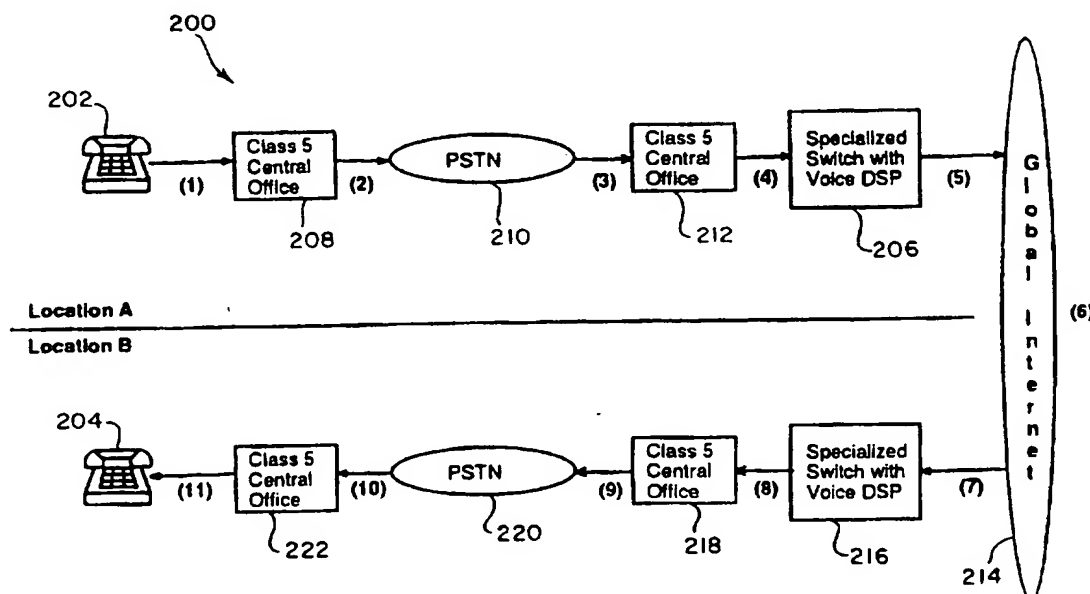 200
202
Class 5
Central
Office
208
PSTN
210
Class 5
Central
Office
212
Specialized
Switch with
Voice DSP
206
(1)
(2)
(3)
(4)
(5)
Global Internet
(6)
Location A
Location B
204
Class 5
Central
Office
222
PSTN
220
Class 5
Central
Office
218
Specialized
Switch with
Voice DSP
216
(11)
(10)
(9)
(8)
(7)
214